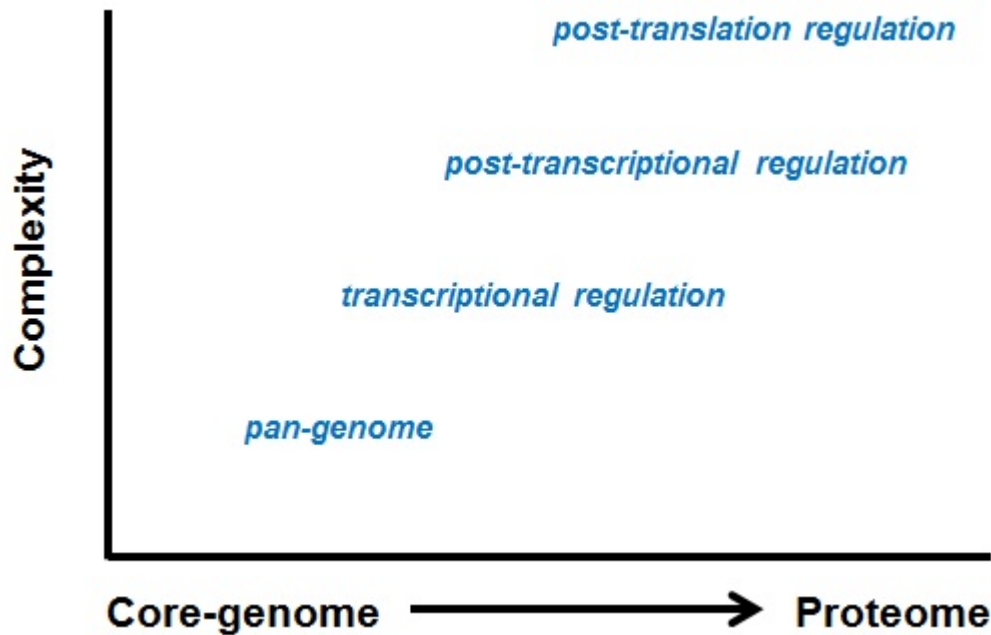 post-translation regulation
post-transcriptional regulation
Complexity
transcriptional regulation
pan-genome
Core-genome
Proteome